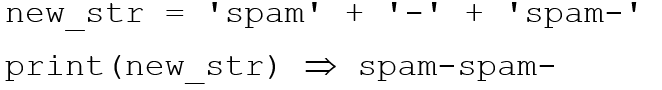 new_str = 'spam' + '-' + 'spam-'
print(new_str) ⇒ spam-spam-